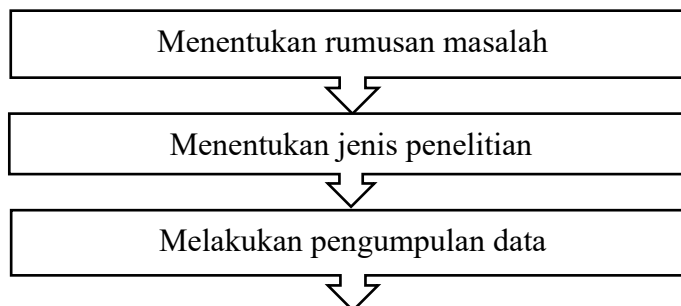 Menentukan rumusan masalah
Menentukan jenis penelitian
Melakukan pengumpulan data